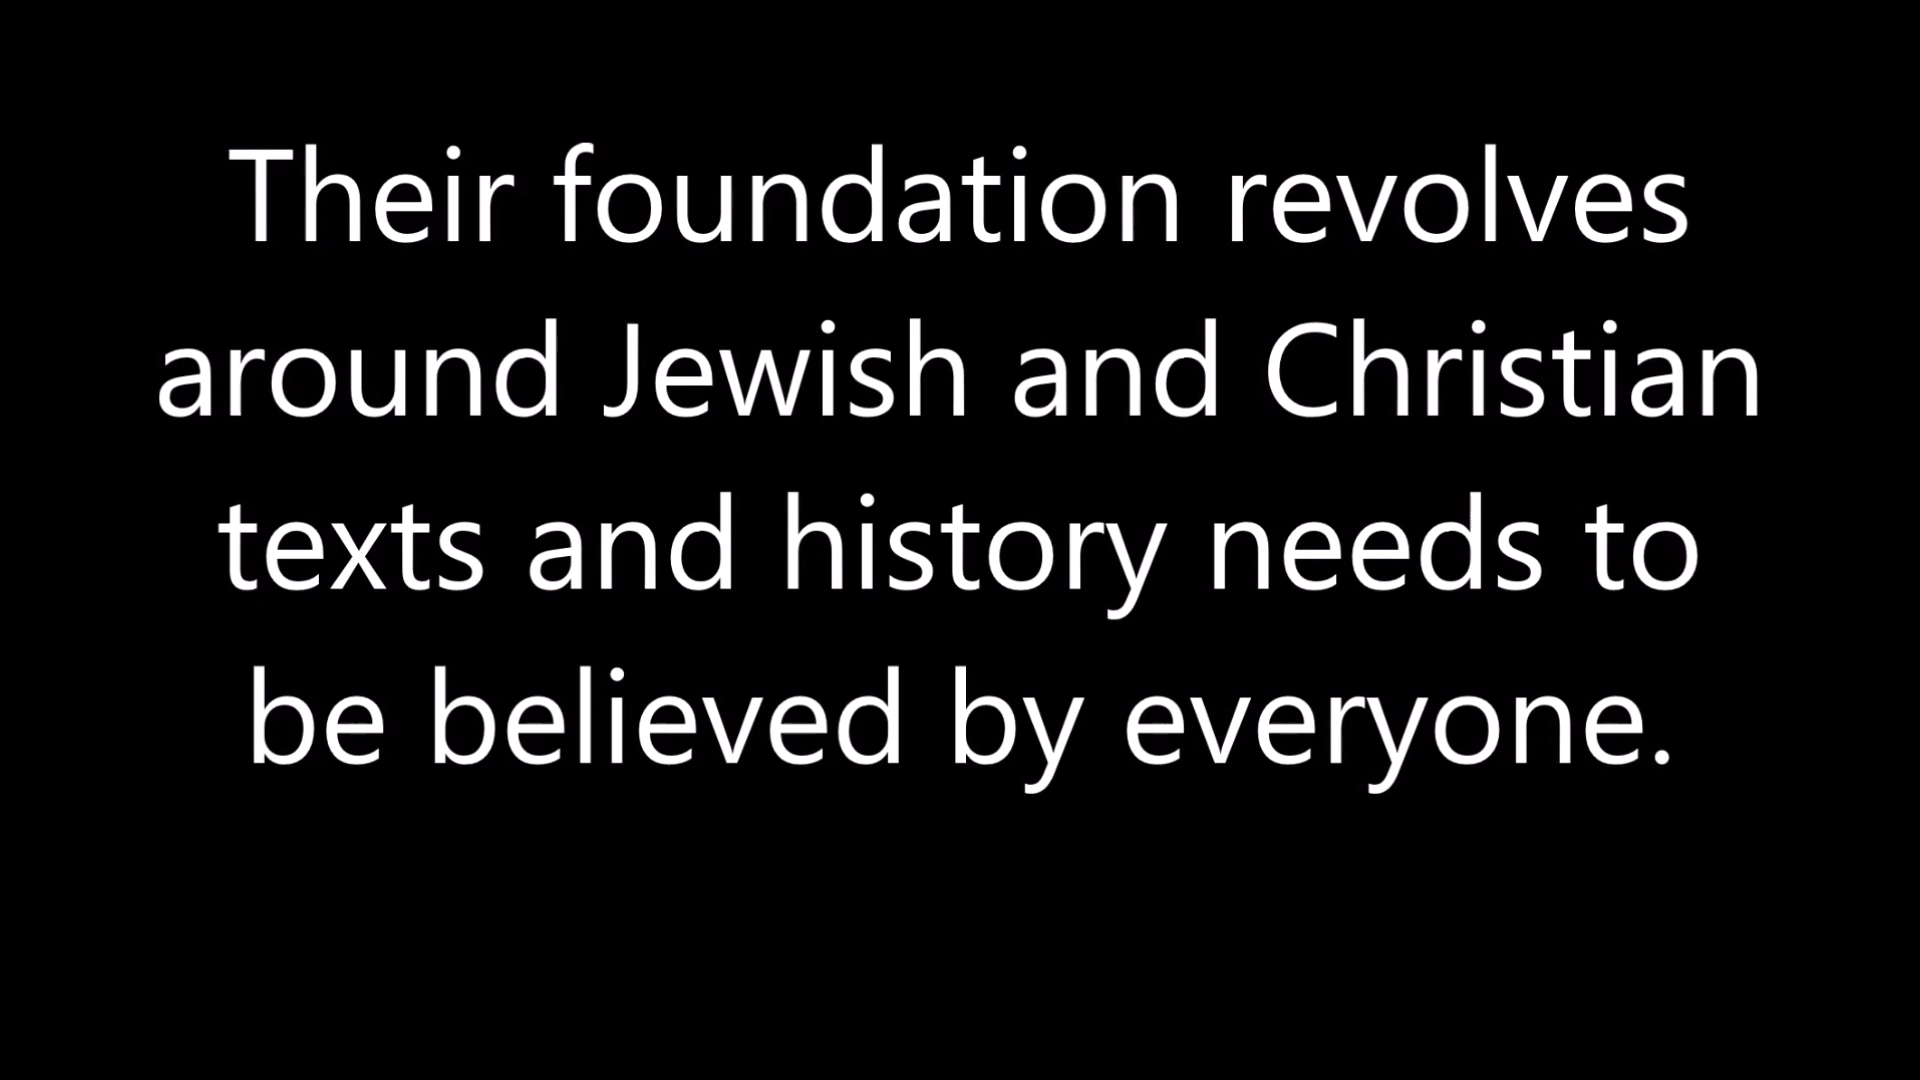 Their foundation revolves
around Jewish and Christian
texts and history needs to
be believed by everyone.